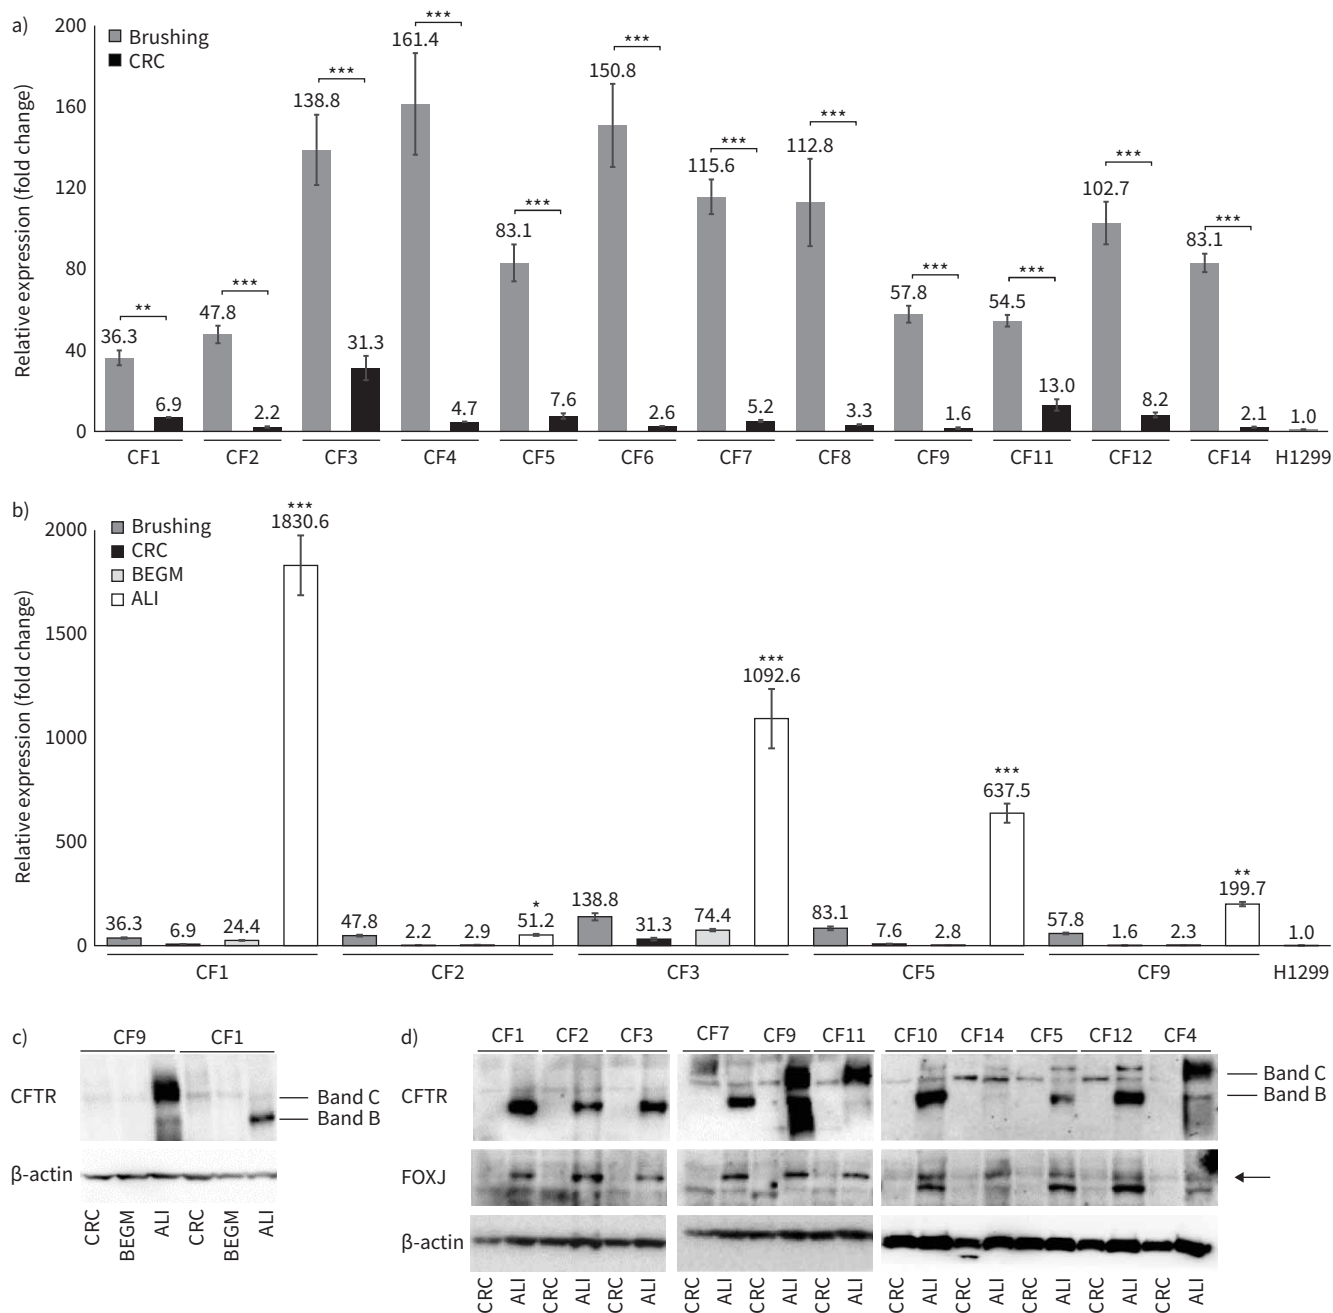 a)
Relative expression (fold change)
200
160
120
80
40
0
Brushing
CRC
36.3 ** 6.9
47.8 *** 2.2
138.8 *** 31.3
161.4 *** 4.7
83.1 *** 7.6
150.8 *** 2.6
115.6 *** 5.2
112.8 *** 3.3
57.8 *** 1.6
54.5 *** 13.0
102.7 *** 8.2
83.1 *** 2.1
1.0
CF1 CF2 CF3 CF4 CF5 CF6 CF7 CF8 CF9 CF11 CF12 CF14 H1299
b)
Relative expression (fold change)
2000
1500
1000
500
0
Brushing
CRC
BEGM
ALI
36.3 6.9 24.4 *** 1830.6
47.8 2.2 2.9 * 51.2
138.8 31.3 74.4 *** 1092.6
83.1 7.6 2.8 *** 637.5
57.8 1.6 2.3 ** 199.7
1.0
CF1 CF2 CF3 CF5 CF9 H1299
c)
CF9 CF1
CFTR
Band C
Band B
β-actin
CRC BEGM ALI CRC BEGM ALI
d)
CF1 CF2 CF3 CF7 CF9 CF11 CF10 CF14 CF5 CF12 CF4
CFTR
Band C
Band B
FOXJ
β-actin
CRC ALI CRC ALI CRC ALI CRC ALI CRC ALI CRC ALI CRC ALI CRC ALI CRC ALI CRC ALI CRC ALI